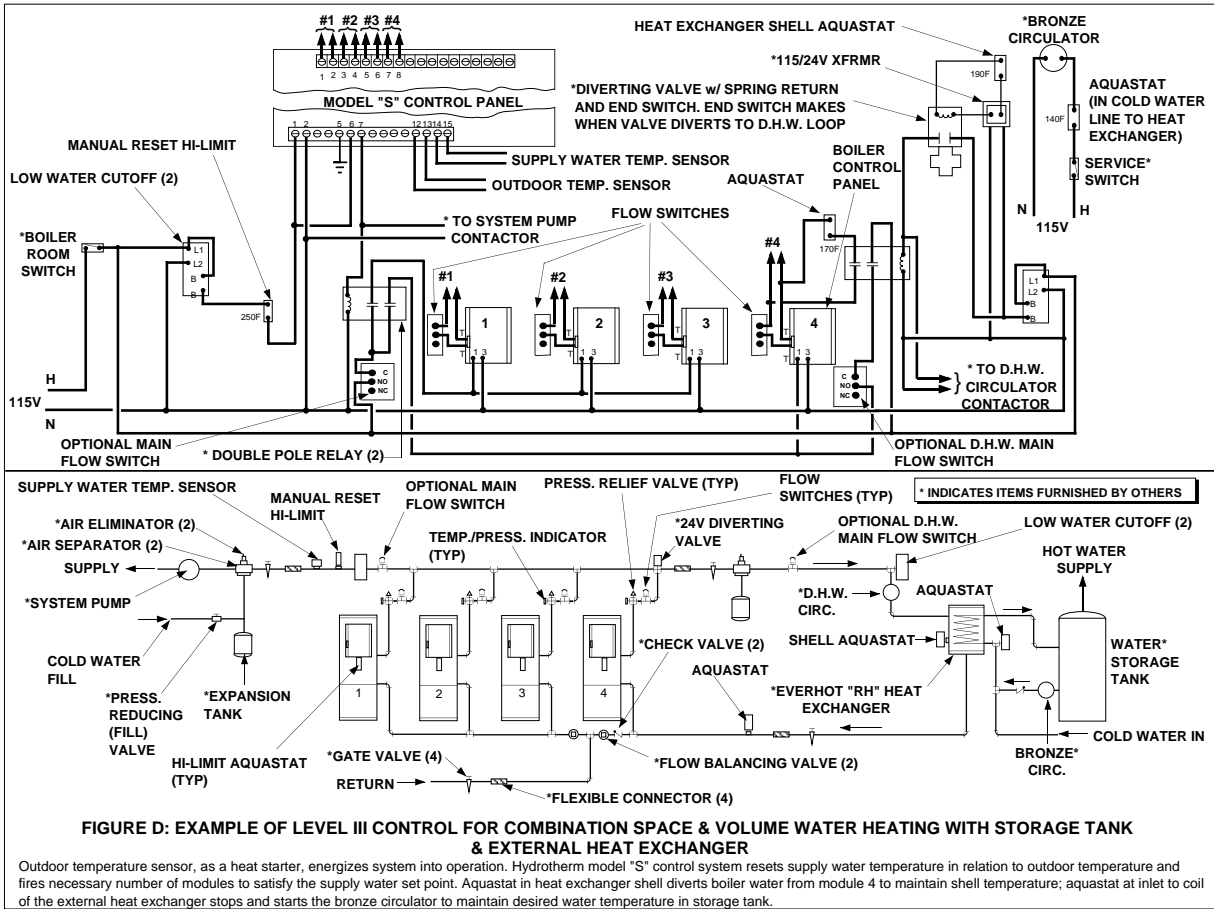 #1 #2 #3 #4
1 2 3 4 5 6 7 8
MODEL "S" CONTROL PANEL
1 2 5 6 7 12 13 14 15
HEAT EXCHANGER SHELL AQUASTAT
*115/24V XFRMR
*BRONZE
CIRCULATOR
190F
*DIVERTING VALVE w/ SPRING RETURN
AND END SWITCH. END SWITCH MAKES
WHEN VALVE DIVERTS TO D.H.W. LOOP
AQUASTAT
(IN COLD WATER
LINE TO HEAT
EXCHANGER)
140F
SERVICE*
SWITCH
N H
115V
MANUAL RESET HI-LIMIT
LOW WATER CUTOFF (2)
SUPPLY WATER TEMP. SENSOR
OUTDOOR TEMP. SENSOR
BOILER
CONTROL
PANEL
AQUASTAT
*BOILER
ROOM
SWITCH
L1
L2
B
B
250F
* TO SYSTEM PUMP
CONTACTOR
FLOW SWITCHES
170F
#1 #2 #3 #4
1 2 3 4
T T T T
T T T T
1 3 1 3 1 3 1 3
L1
L2
B
B
C
NO
NC
C
NO
NC
H
115V
N
* TO D.H.W.
CIRCULATOR
CONTACTOR
OPTIONAL MAIN
FLOW SWITCH
* DOUBLE POLE RELAY (2)
OPTIONAL D.H.W. MAIN
FLOW SWITCH
SUPPLY WATER TEMP. SENSOR
MANUAL RESET
HI-LIMIT
OPTIONAL MAIN
FLOW SWITCH
PRESS. RELIEF VALVE (TYP)
FLOW
SWITCHES (TYP)
* INDICATES ITEMS FURNISHED BY OTHERS
*AIR ELIMINATOR (2)
*AIR SEPARATOR (2)
SUPPLY
TEMP./PRESS. INDICATOR
(TYP)
*24V DIVERTING
VALVE
OPTIONAL D.H.W.
MAIN FLOW SWITCH
LOW WATER CUTOFF (2)
HOT WATER
SUPPLY
*SYSTEM PUMP
*D.H.W.
CIRC.
AQUASTAT
SHELL AQUASTAT
*CHECK VALVE (2)
COLD WATER
FILL
*PRESS.
REDUCING
(FILL)
VALVE
*EXPANSION
TANK
1 2 3 4
AQUASTAT
*EVERHOT "RH" HEAT
EXCHANGER
WATER*
STORAGE
TANK
COLD WATER IN
BRONZE*
CIRC.
HI-LIMIT AQUASTAT
(TYP)
*GATE VALVE (4)
*FLOW BALANCING VALVE (2)
RETURN
*FLEXIBLE CONNECTOR (4)
FIGURE D: EXAMPLE OF LEVEL III CONTROL FOR COMBINATION SPACE & VOLUME WATER HEATING WITH STORAGE TANK
& EXTERNAL HEAT EXCHANGER
Outdoor temperature sensor, as a heat starter, energizes system into operation. Hydrotherm model "S" control system resets supply water temperature in relation to outdoor temperature and
fires necessary number of modules to satisfy the supply water set point. Aquastat in heat exchanger shell diverts boiler water from module 4 to maintain shell temperature; aquastat at inlet to coil
of the external heat exchanger stops and starts the bronze circulator to maintain desired water temperature in storage tank.